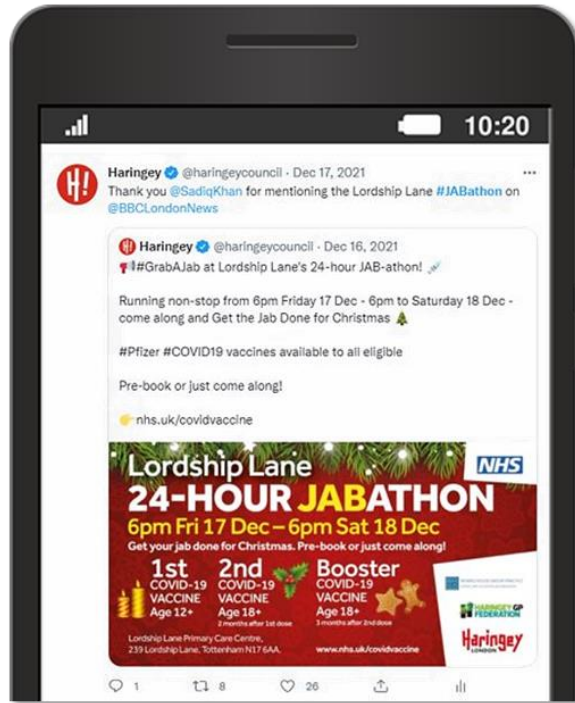 10:20
Haringey @haringeycouncil · Dec 17, 2021
Thank you @SadiqKhan for mentioning the Lordship Lane #JABathon on
@BBCLondonNews
Haringey @haringeycouncil · Dec 16, 2021
#GrabAJab at Lordship Lane's 24-hour JAB-athon!
Running non-stop from 6pm Friday 17 Dec - 6pm to Saturday 18 Dec -
come along and Get the Jab Done for Christmas
#Pfizer #COVID19 vaccines available to all eligible
Pre-book or just come along!
nhs.uk/covidvaccine
Lordship Lane
NHS
24-HOUR JABATHON
6pm Fri 17 Dec – 6pm Sat 18 Dec
Get your jab done for Christmas. Pre-book or just come along!
1st
COVID-19
VACCINE
Age 12+
2nd
COVID-19
VACCINE
Age 18+
2 months after 1st dose
Booster
COVID-19
VACCINE
Age 18+
3 months after 2nd dose
Lordship Lane Primary Care Centre,
239 Lordship Lane, Tottenham N17 6AA.
www.nhs.uk/covidvaccine
HARINGEY GP
FEDERATION
Haringey
LONDON
1 8 26